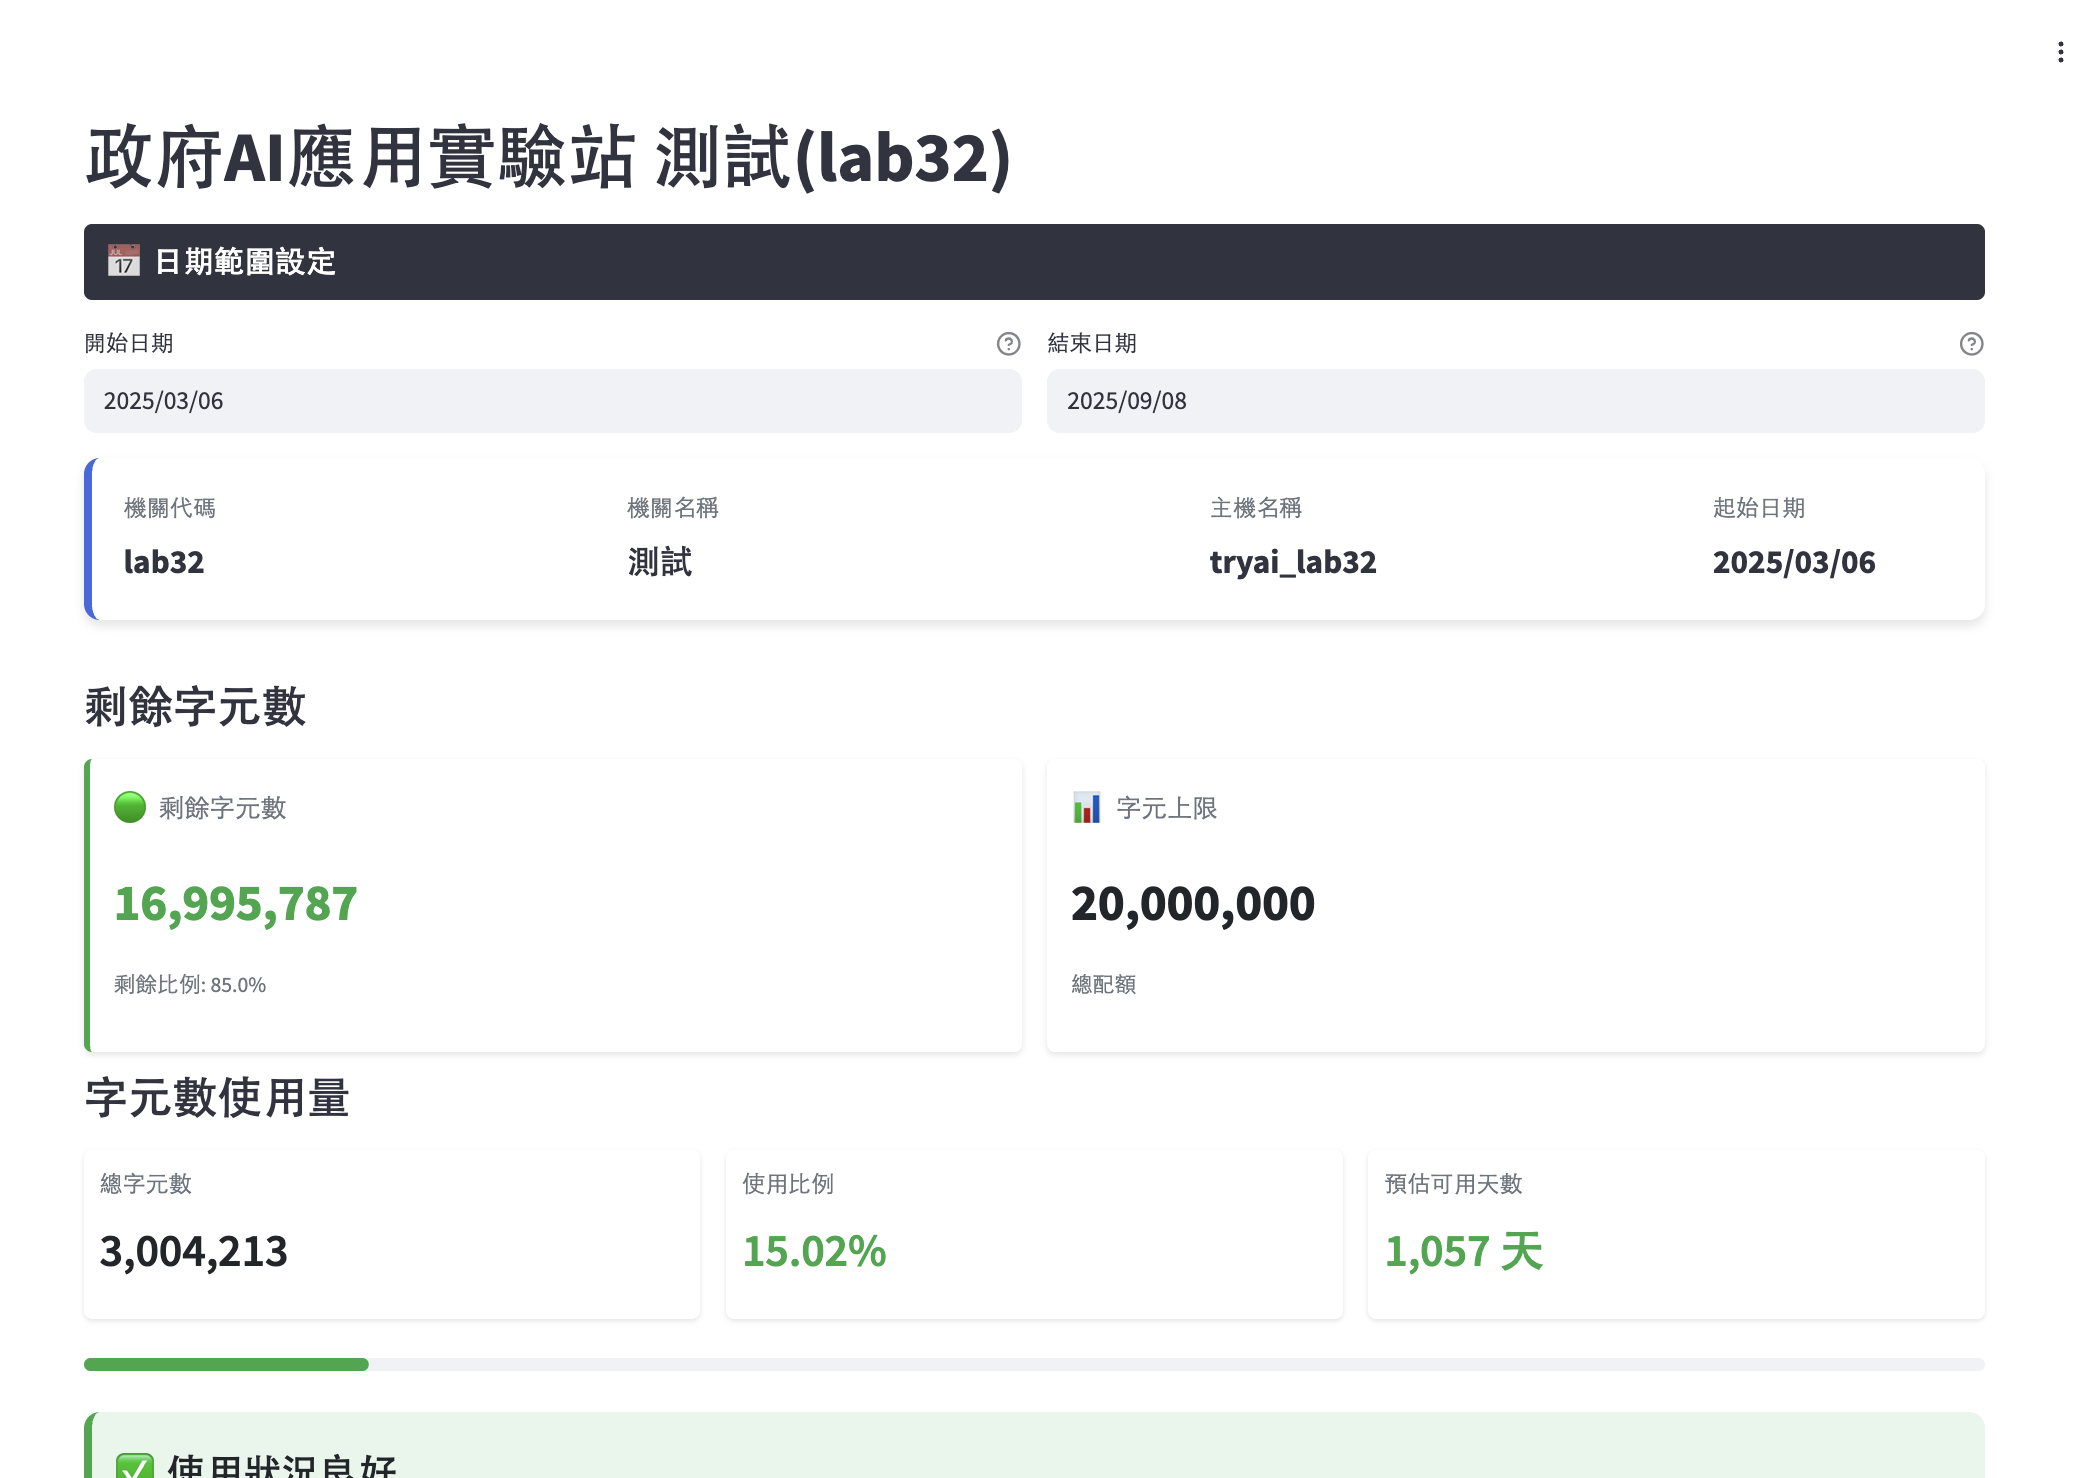 政府AI應用實驗站 測試(lab32)
📅 日期範圍設定
開始日期
結束日期
2025/03/06
2025/09/08
機關代碼
機關名稱
主機名稱
起始日期
lab32
測試
tryai_lab32
2025/03/06
剩餘字元數
剩餘字元數
字元上限
16,995,787
20,000,000
剩餘比例: 85.0%
總配額
字元數使用量
總字元數
使用比例
預估可用天數
3,004,213
15.02%
1,057 天
✅ 使用狀況良好